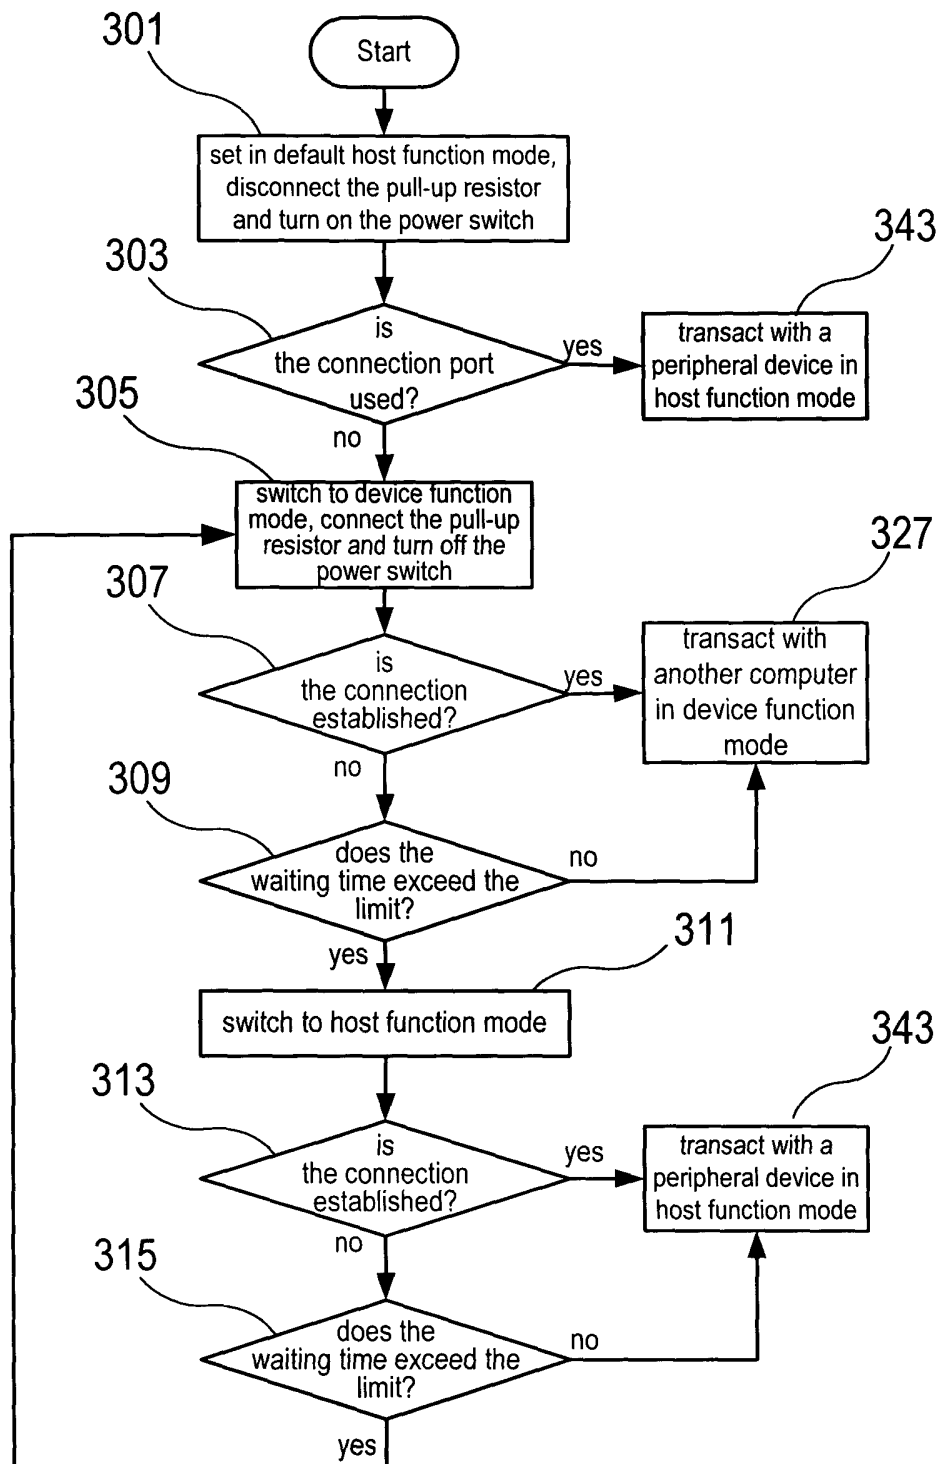 301
Start
set in default host function mode,
disconnect the pull-up resistor
and turn on the power switch
303
343
is
the connection port
used?
yes
transact with a
peripheral device in
host function mode
305
no
switch to device function
mode, connect the pull-up
resistor and turn off the
power switch
327
307
is
the connection
established?
yes
transact with
another computer
in device function
mode
no
309
does the
waiting time exceed the
limit?
no
yes
311
switch to host function mode
343
313
is
the connection
established?
yes
transact with a
peripheral device in
host function mode
no
315
does the
waiting time exceed the
limit?
no
yes